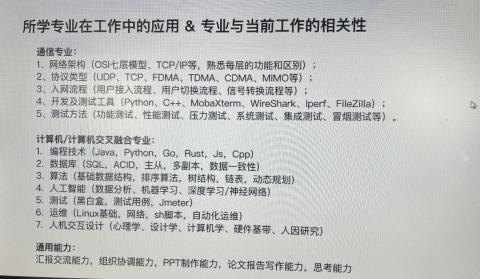 所学专业在工作中的应用 & 专业与当前工作的相关性
通信专业：
1、网络架构（OSI七层模型、TCP/IP等，熟悉每层的功能和区别）；
2、协议类型（UDP、TCP、FDMA、TDMA、CDMA、MIMO等）；
3、入网流程（用户接入流程、用户切换流程、信号转换流程等）；
4、开发及测试工具（Python、C++、MobaXterm、WireShark、Iperf、FileZilla）；
5、测试方法（功能测试、性能测试、压力测试、系统测试、集成测试、冒烟测试等）。
计算机/计算机交叉融合专业：
1. 编程技术（Java，Python，Go，Rust，Js，Cpp）
2. 数据库（SQL，ACID，主从，多副本，数据一致性）
3. 算法（基础数据结构，排序算法，树结构，链表，动态规划）
4. 人工智能（数据分析、机器学习、深度学习/神经网络）
5. 测试（黑白盒，测试用例，Jmeter）
6. 运维（Linux基础，网络，sh脚本，自动化运维）
7. 人机交互设计（心理学、设计学、计算机学、硬件基带、人因研究）
通用能力：
汇报交流能力，组织协调能力，PPT制作能力，论文报告写作能力，思考能力